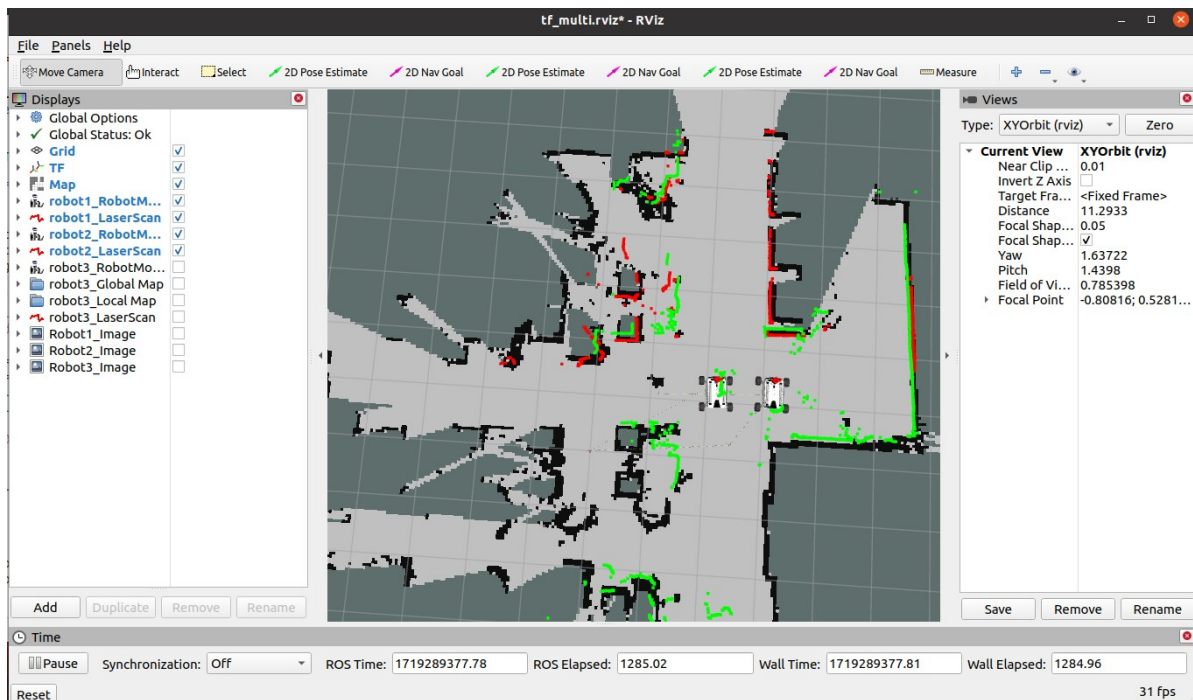 tf_multi.rviz* - RViz
File Panels Help
Move Camera Interact Select 2D Pose Estimate 2D Nav Goal 2D Pose Estimate 2D Nav Goal 2D Pose Estimate 2D Nav Goal Measure
Displays
Global Options
Global Status: Ok
Grid
TF
Map
robot1_RobotM...
robot1_LaserScan
robot2_RobotM...
robot2_LaserScan
robot3_RobotMo...
robot3_Global Map
robot3_Local Map
robot3_LaserScan
Robot1_Image
Robot2_Image
Robot3_Image
Add Duplicate Remove Rename
Views
Type: XYOrbit (rviz) Zero
Current View XYOrbit (rviz)
Near Clip ... 0.01
Invert Z Axis
Target Fra... <Fixed Frame>
Distance 11.2933
Focal Shap... 0.05
Focal Shap...
Yaw 1.63722
Pitch 1.4398
Field of Vi... 0.785398
Focal Point -0.80816; 0.5281...
Save Remove Rename
Time
Pause Synchronization: Off ROS Time: 1719289377.78 ROS Elapsed: 1285.02 Wall Time: 1719289377.81 Wall Elapsed: 1284.96
Reset 31 fps